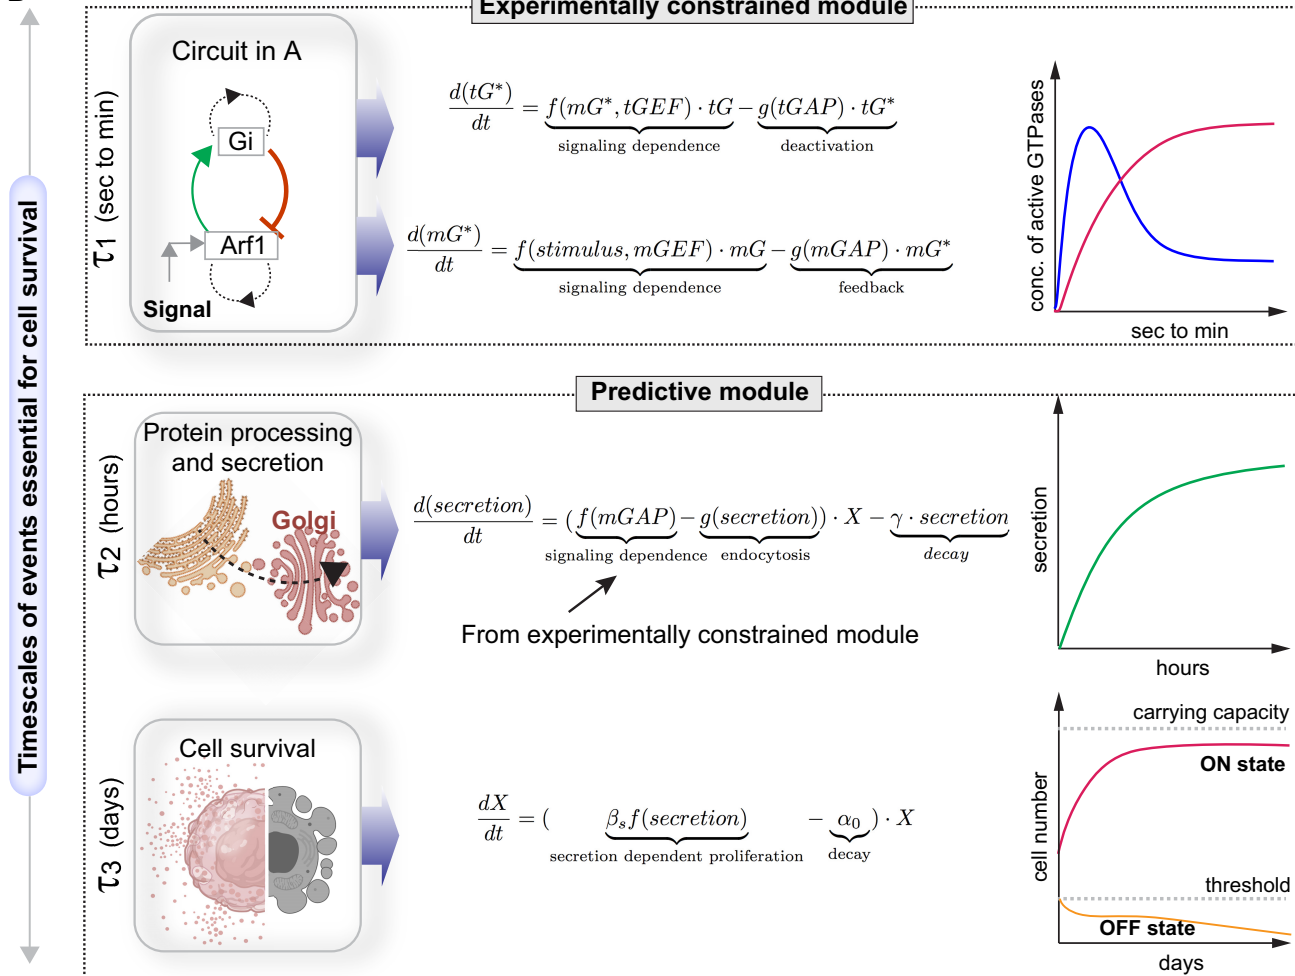 Experimentally constrained module
Timescales of events essential for cell survival
τ1 (sec to min)
Circuit in A
Gi
Arf1
Signal
d(tG*)/dt = f(mG*, tGEF) · tG − g(tGAP) · tG*
signaling dependence
deactivation
d(mG*)/dt = f(stimulus, mGEF) · mG − g(mGAP) · mG*
signaling dependence
feedback
conc. of active GTPases
sec to min
Predictive module
τ2 (hours)
Protein processing
and secretion
Golgi
d(secretion)/dt = (f(mGAP) − g(secretion)) · X − γ · secretion
signaling dependence
endocytosis
decay
From experimentally constrained module
secretion
hours
τ3 (days)
Cell survival
dX/dt = ( βsf(secretion) − α0 ) · X
secretion dependent proliferation
decay
cell number
carrying capacity
ON state
threshold
OFF state
days